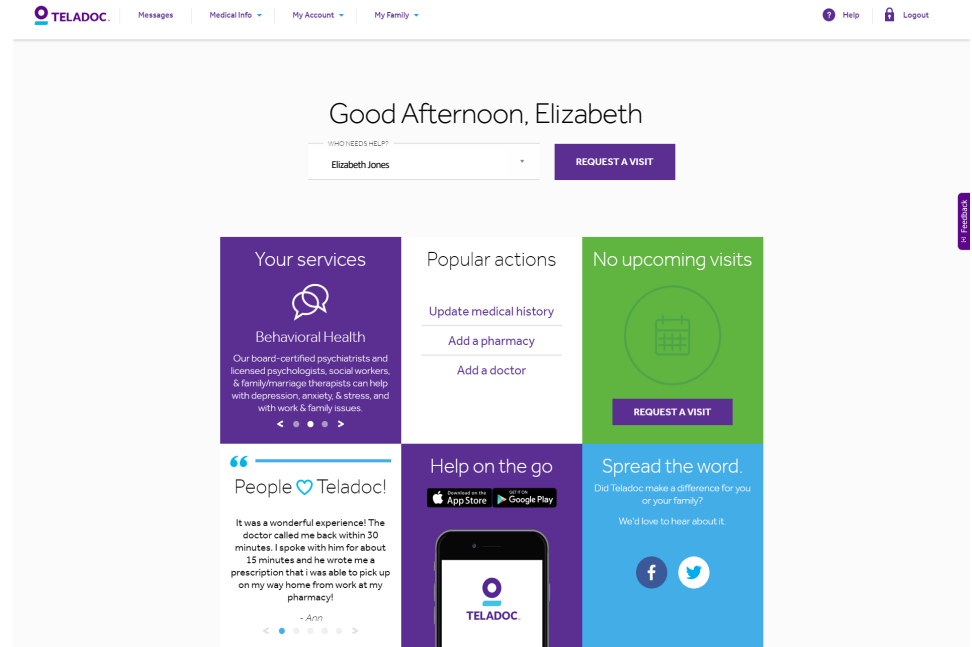 TELADOC.
Messages
Medical Info
My Account
My Family
? Help
Logout
Good Afternoon, Elizabeth
WHO NEEDS HELP?
Elizabeth Jones
REQUEST A VISIT
Feedback
Your services
Behavioral Health
Our board-certified psychiatrists and
licensed psychologists, social workers,
& family/marriage therapists can help
with depression, anxiety, & stress, and
with work & family issues.
< >
Popular actions
Update medical history
Add a pharmacy
Add a doctor
No upcoming visits
REQUEST A VISIT
People Teladoc!
It was a wonderful experience! The
doctor called me back within 30
minutes. I spoke with him for about
15 minutes and he wrote me a
prescription that i was able to pick up
on my way home from work at my
pharmacy!
- Ann
< >
Help on the go
Download on the
App Store
GET IT ON
Google Play
TELADOC.
Spread the word.
Did Teladoc make a difference for you
or your family?
We'd love to hear about it.
f